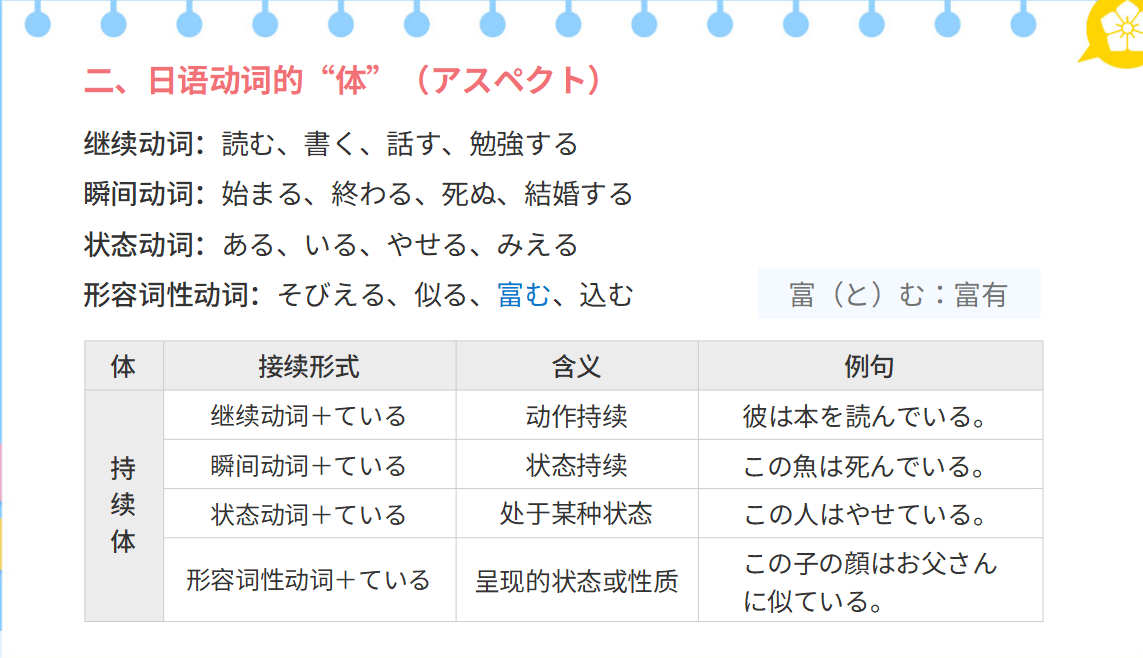 二、日语动词的“体”（アスペクト）
继续动词：読む、書く、話す、勉強する
瞬间动词：始まる、終わる、死ぬ、結婚する
状态动词：ある、いる、やせる、みえる
形容词性动词：そびえる、似る、富む、込む
富（と）む：富有
体 接续形式 含义 例句
持续体
继续动词＋ている 动作持续 彼は本を読んでいる。
瞬间动词＋ている 状态持续 この魚は死んでいる。
状态动词＋ている 处于某种状态 この人はやせている。
形容词性动词＋ている 呈现的状态或性质 この子の顔はお父さん
に似ている。